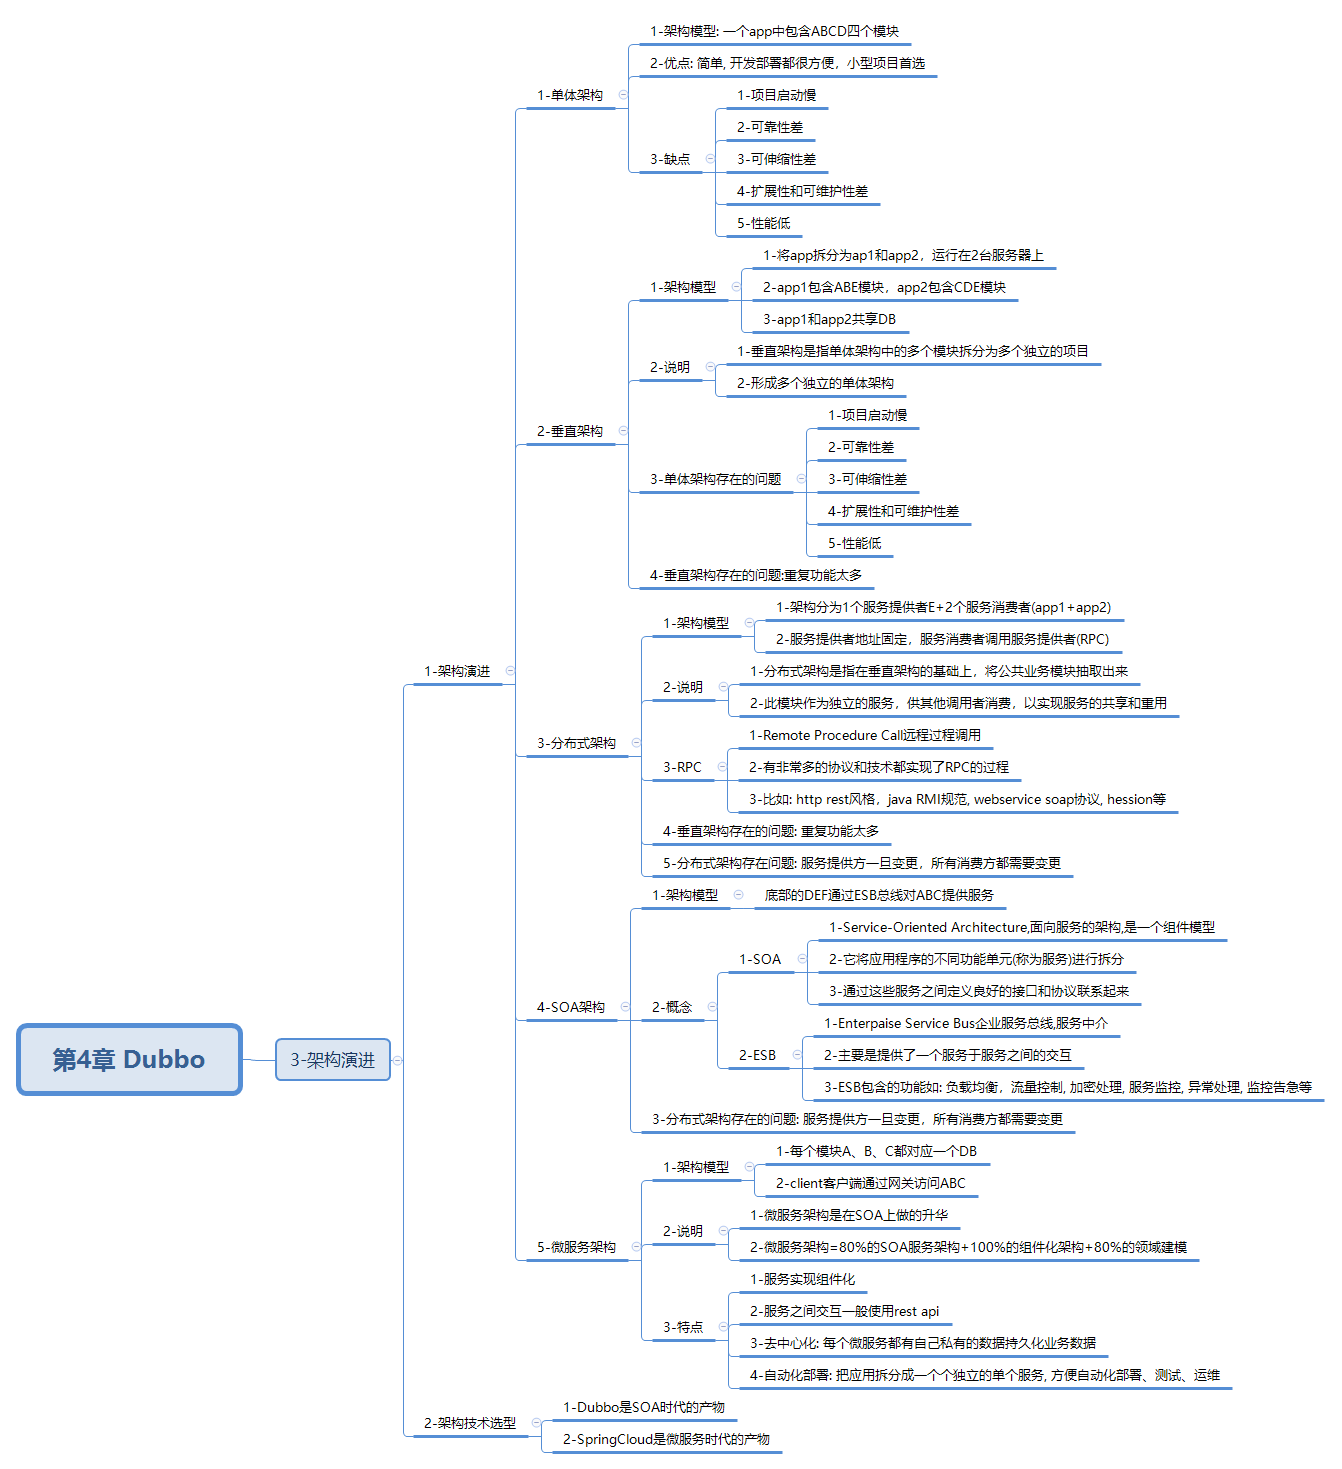 第4章 Dubbo
3-架构演进
1-架构演进
1-单体架构
1-架构模型: 一个app中包含ABCD四个模块
2-优点: 简单, 开发部署都很方便，小型项目首选
3-缺点
1-项目启动慢
2-可靠性差
3-可伸缩性差
4-扩展性和可维护性差
5-性能低
2-垂直架构
1-架构模型
1-将app拆分为ap1和app2，运行在2台服务器上
2-app1包含ABE模块，app2包含CDE模块
3-app1和app2共享DB
2-说明
1-垂直架构是指单体架构中的多个模块拆分为多个独立的项目
2-形成多个独立的单体架构
3-单体架构存在的问题
1-项目启动慢
2-可靠性差
3-可伸缩性差
4-扩展性和可维护性差
5-性能低
4-垂直架构存在的问题:重复功能太多
3-分布式架构
1-架构模型
1-架构分为1个服务提供者E+2个服务消费者(app1+app2)
2-服务提供者地址固定，服务消费者调用服务提供者(RPC)
2-说明
1-分布式架构是指在垂直架构的基础上，将公共业务模块抽取出来
2-此模块作为独立的服务，供其他调用者消费，以实现服务的共享和重用
3-RPC
1-Remote Procedure Call远程过程调用
2-有非常多的协议和技术都实现了RPC的过程
3-比如: http rest风格，java RMI规范, webservice soap协议, hession等
4-垂直架构存在的问题: 重复功能太多
5-分布式架构存在问题: 服务提供方一旦变更，所有消费方都需要变更
4-SOA架构
1-架构模型
底部的DEF通过ESB总线对ABC提供服务
2-概念
1-SOA
1-Service-Oriented Architecture,面向服务的架构,是一个组件模型
2-它将应用程序的不同功能单元(称为服务)进行拆分
3-通过这些服务之间定义良好的接口和协议联系起来
2-ESB
1-Enterpaise Service Bus企业服务总线,服务中介
2-主要是提供了一个服务于服务之间的交互
3-ESB包含的功能如: 负载均衡，流量控制, 加密处理, 服务监控, 异常处理, 监控告急等
3-分布式架构存在的问题: 服务提供方一旦变更，所有消费方都需要变更
5-微服务架构
1-架构模型
1-每个模块A、B、C都对应一个DB
2-client客户端通过网关访问ABC
2-说明
1-微服务架构是在SOA上做的升华
2-微服务架构=80%的SOA服务架构+100%的组件化架构+80%的领域建模
3-特点
1-服务实现组件化
2-服务之间交互一般使用rest api
3-去中心化: 每个微服务都有自己私有的数据持久化业务数据
4-自动化部署: 把应用拆分成一个个独立的单个服务, 方便自动化部署、测试、运维
2-架构技术选型
1-Dubbo是SOA时代的产物
2-SpringCloud是微服务时代的产物